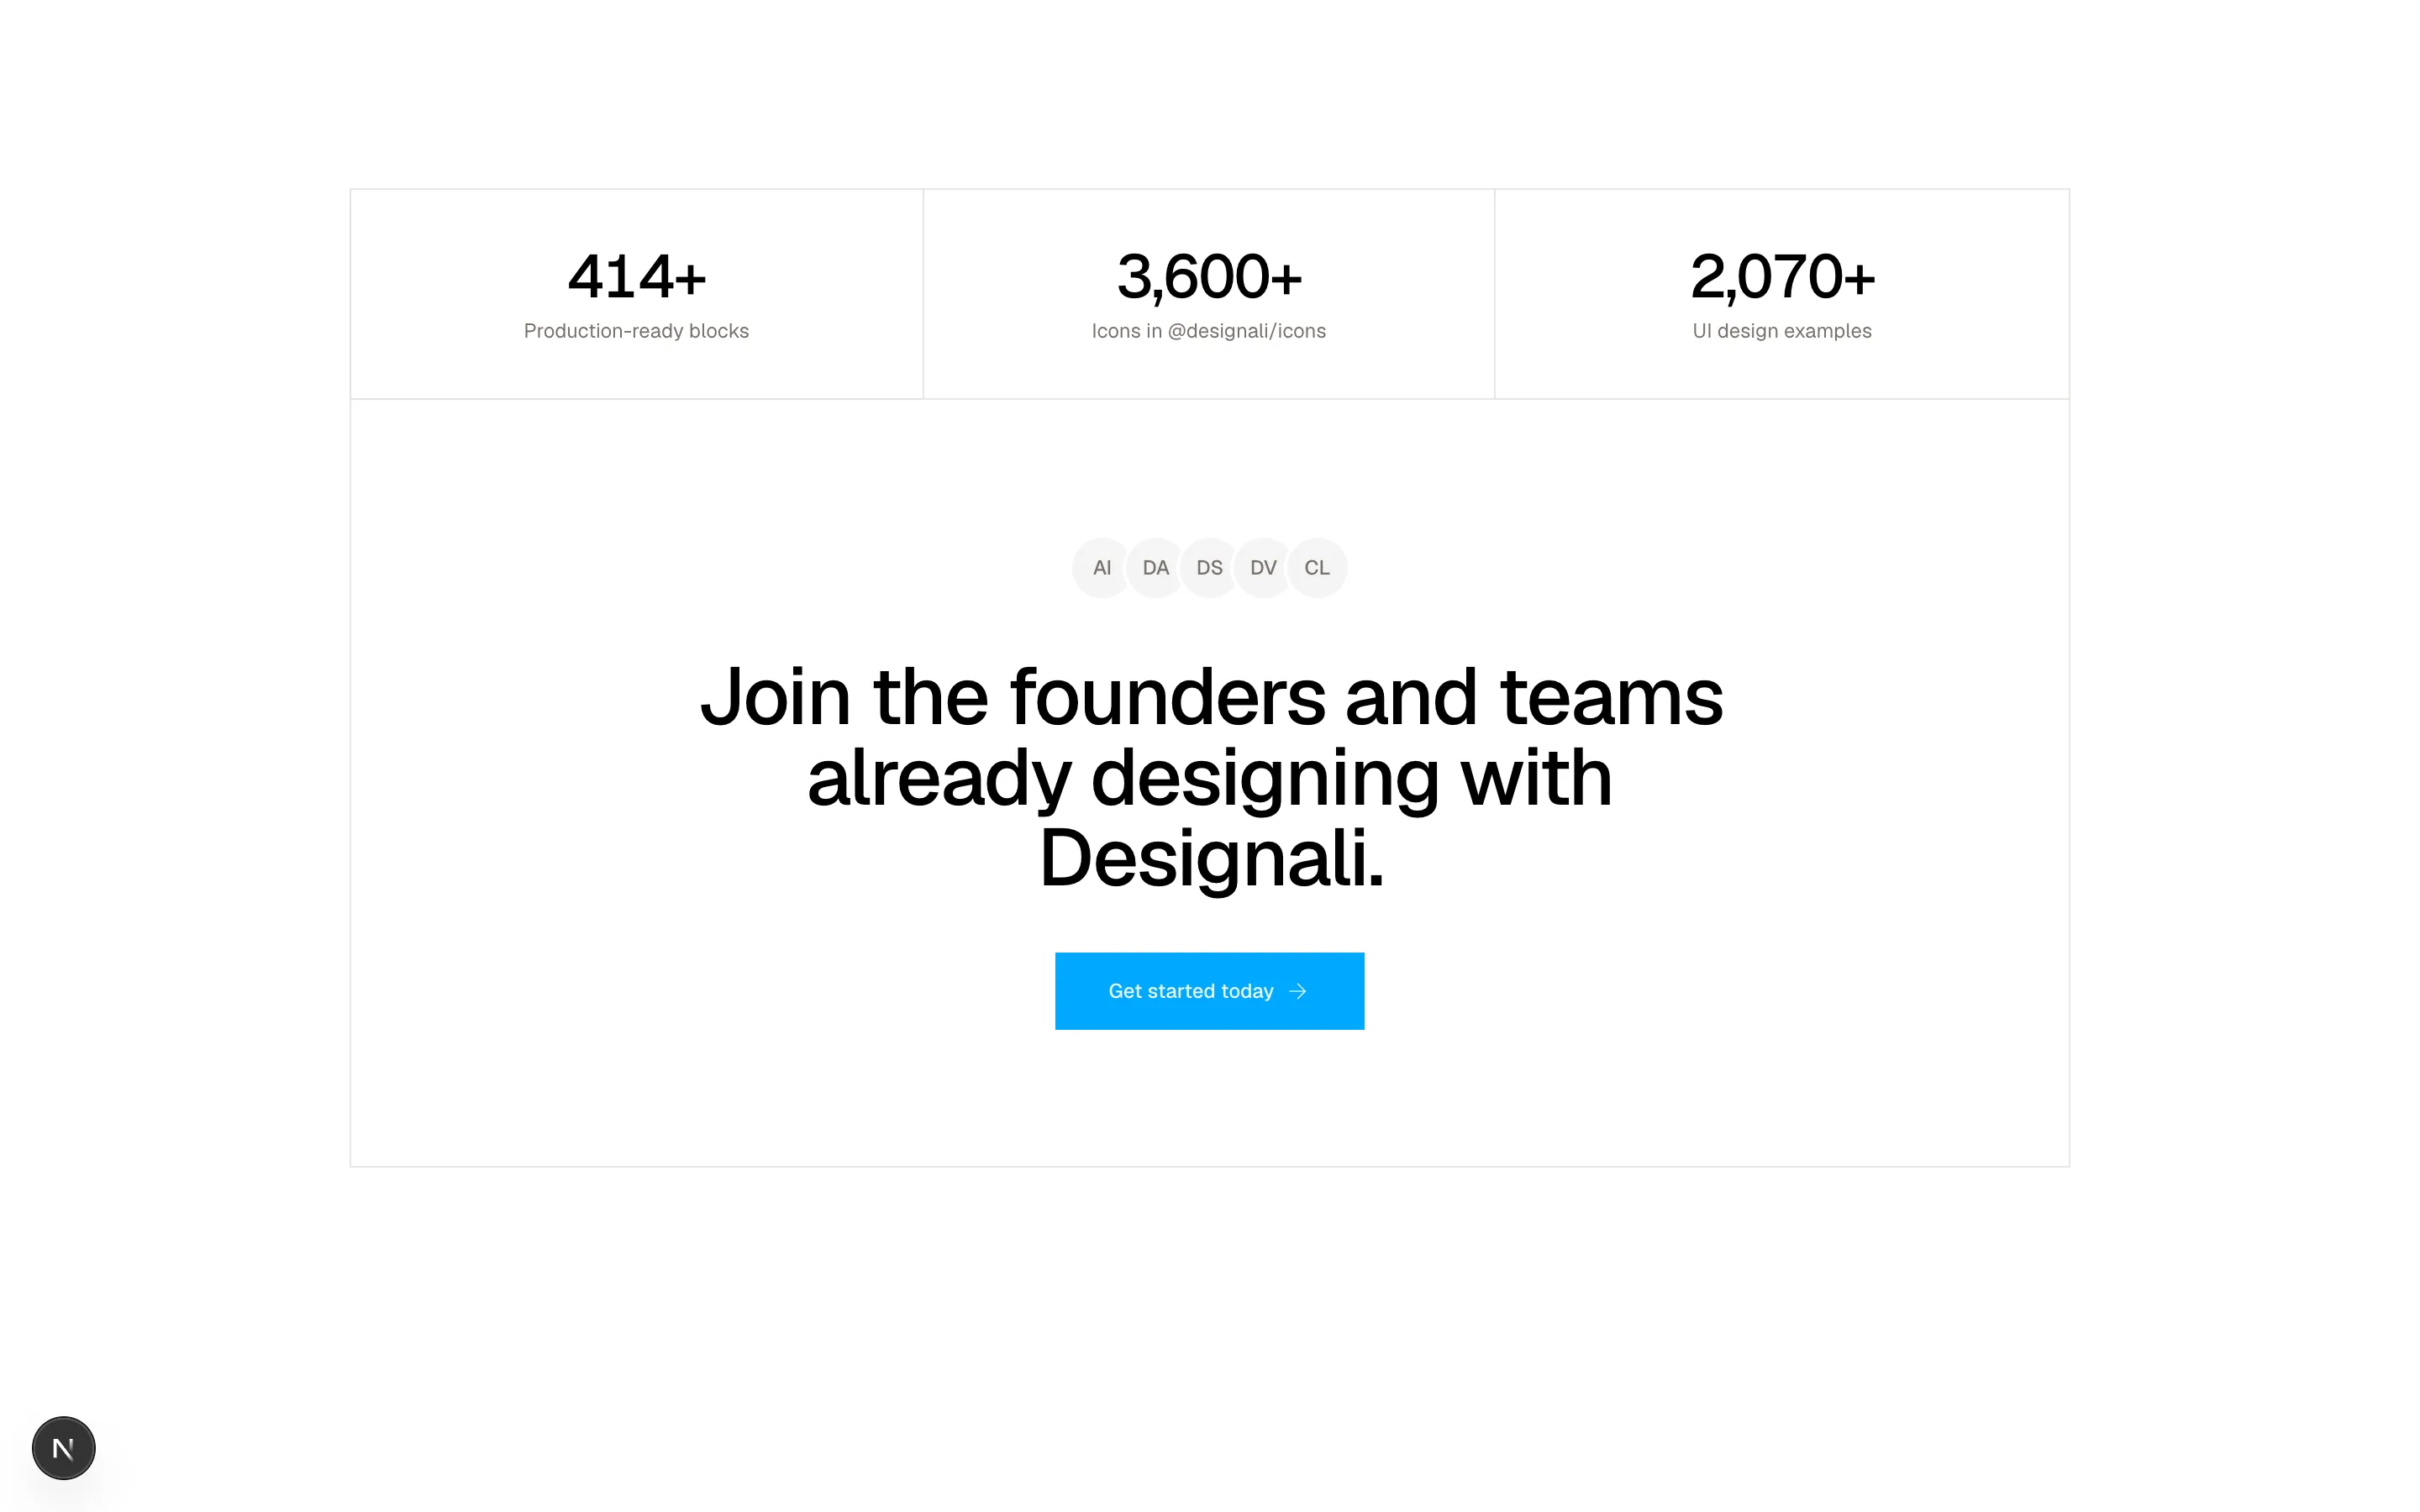 414+
Production-ready blocks
3,600+
Icons in @designali/icons
2,070+
UI design examples
AI DA DS DV CL
Join the founders and teams
already designing with
Designali.
Get started today
N